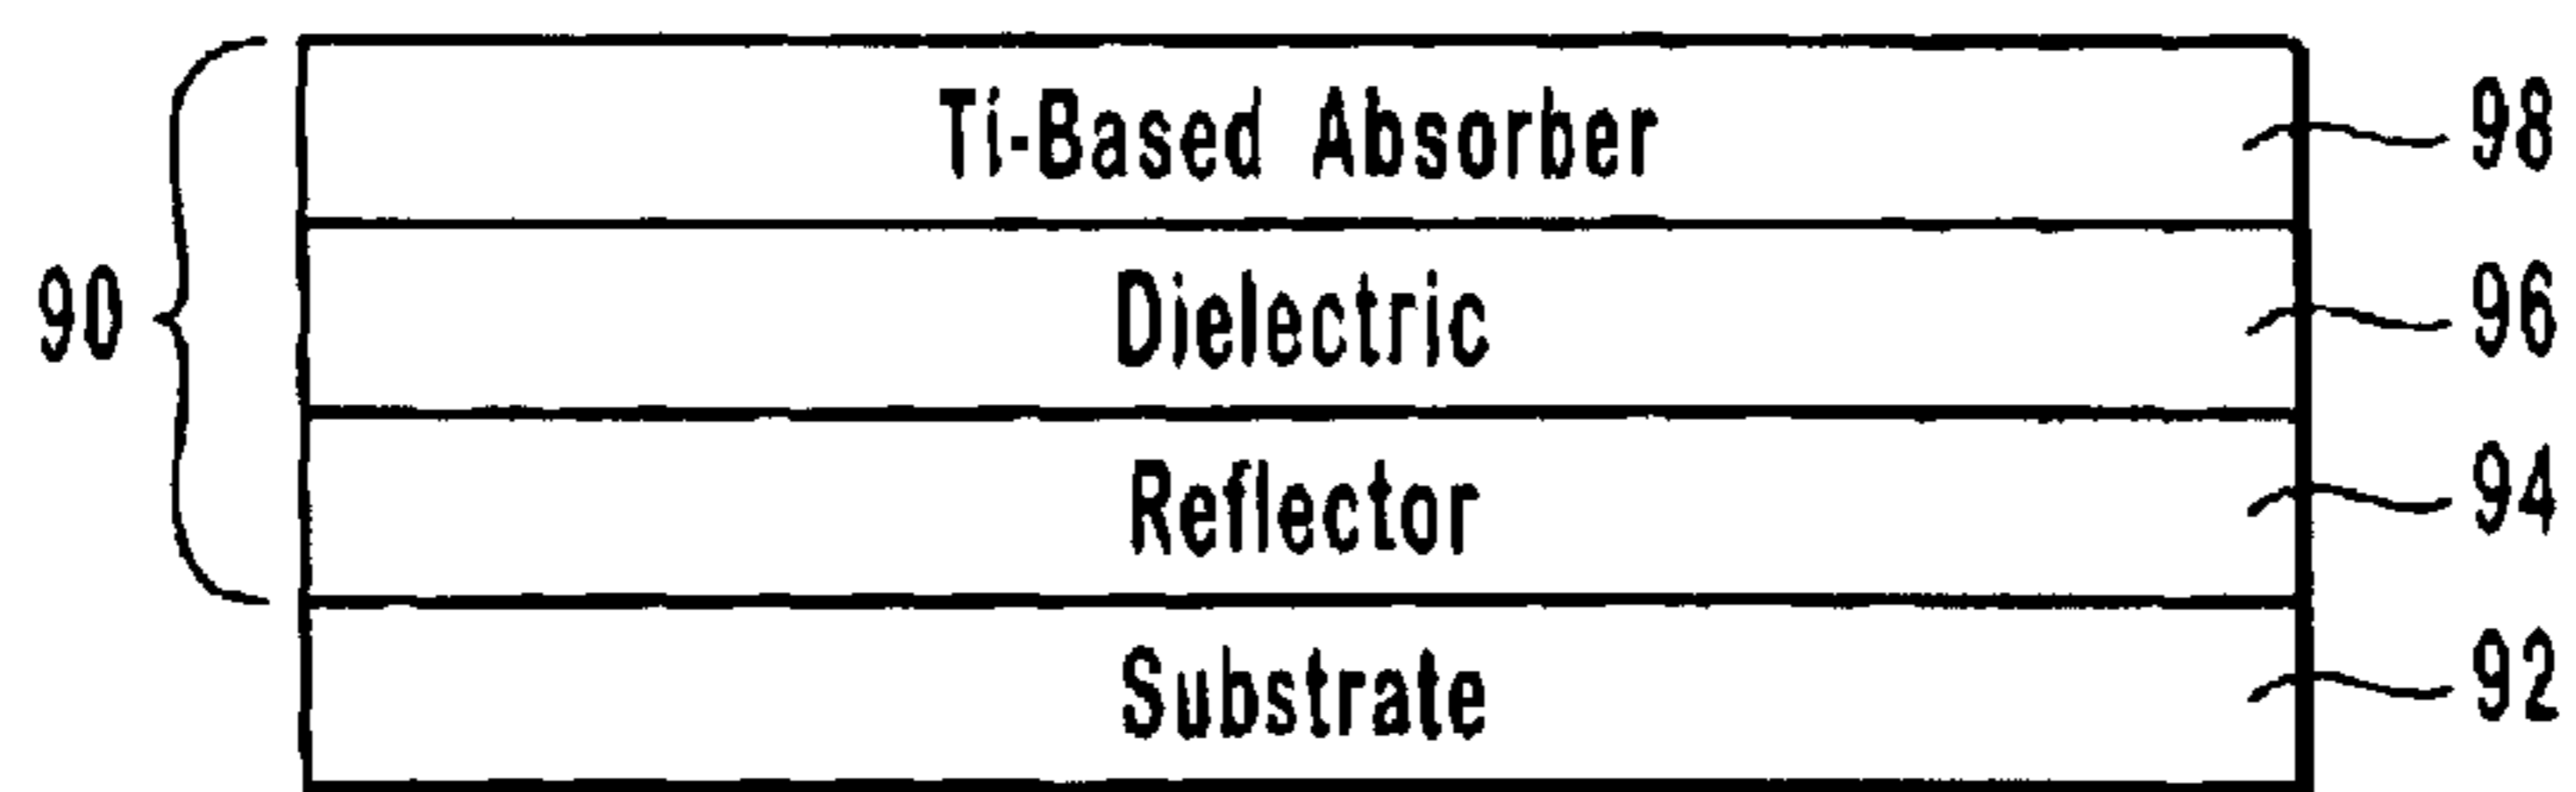 Ti-Based Absorber 98
Dielectric 96
90
Reflector 94
Substrate 92